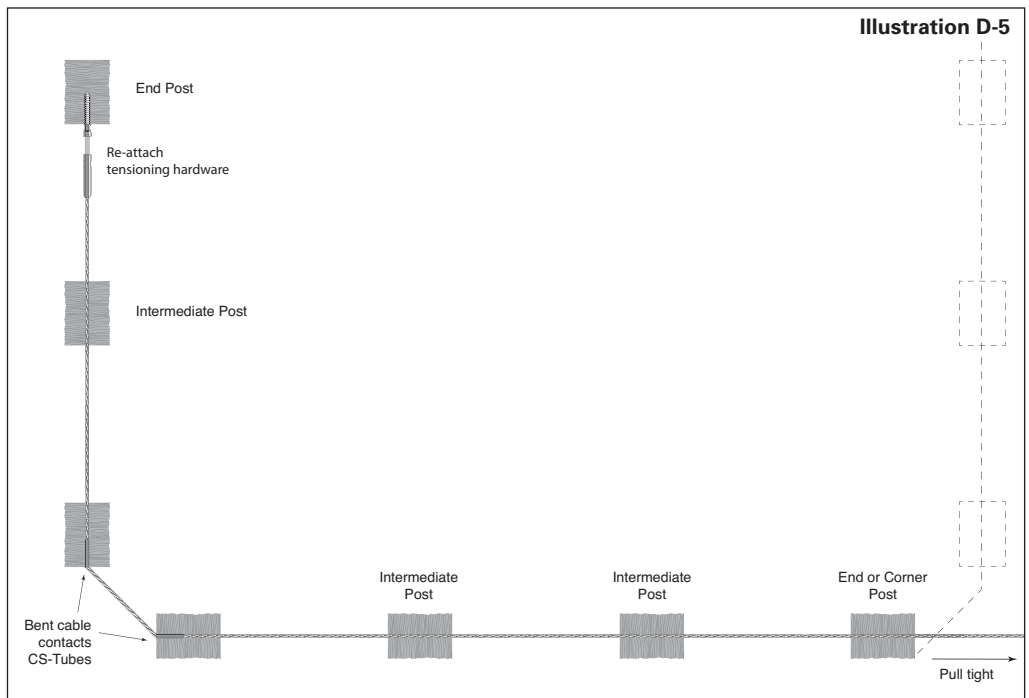 Illustration D-5
End Post
Re-attach
tensioning hardware
Intermediate Post
Intermediate
Post
Intermediate
Post
End or Corner
Post
Bent cable
contacts
CS-Tubes
Pull tight